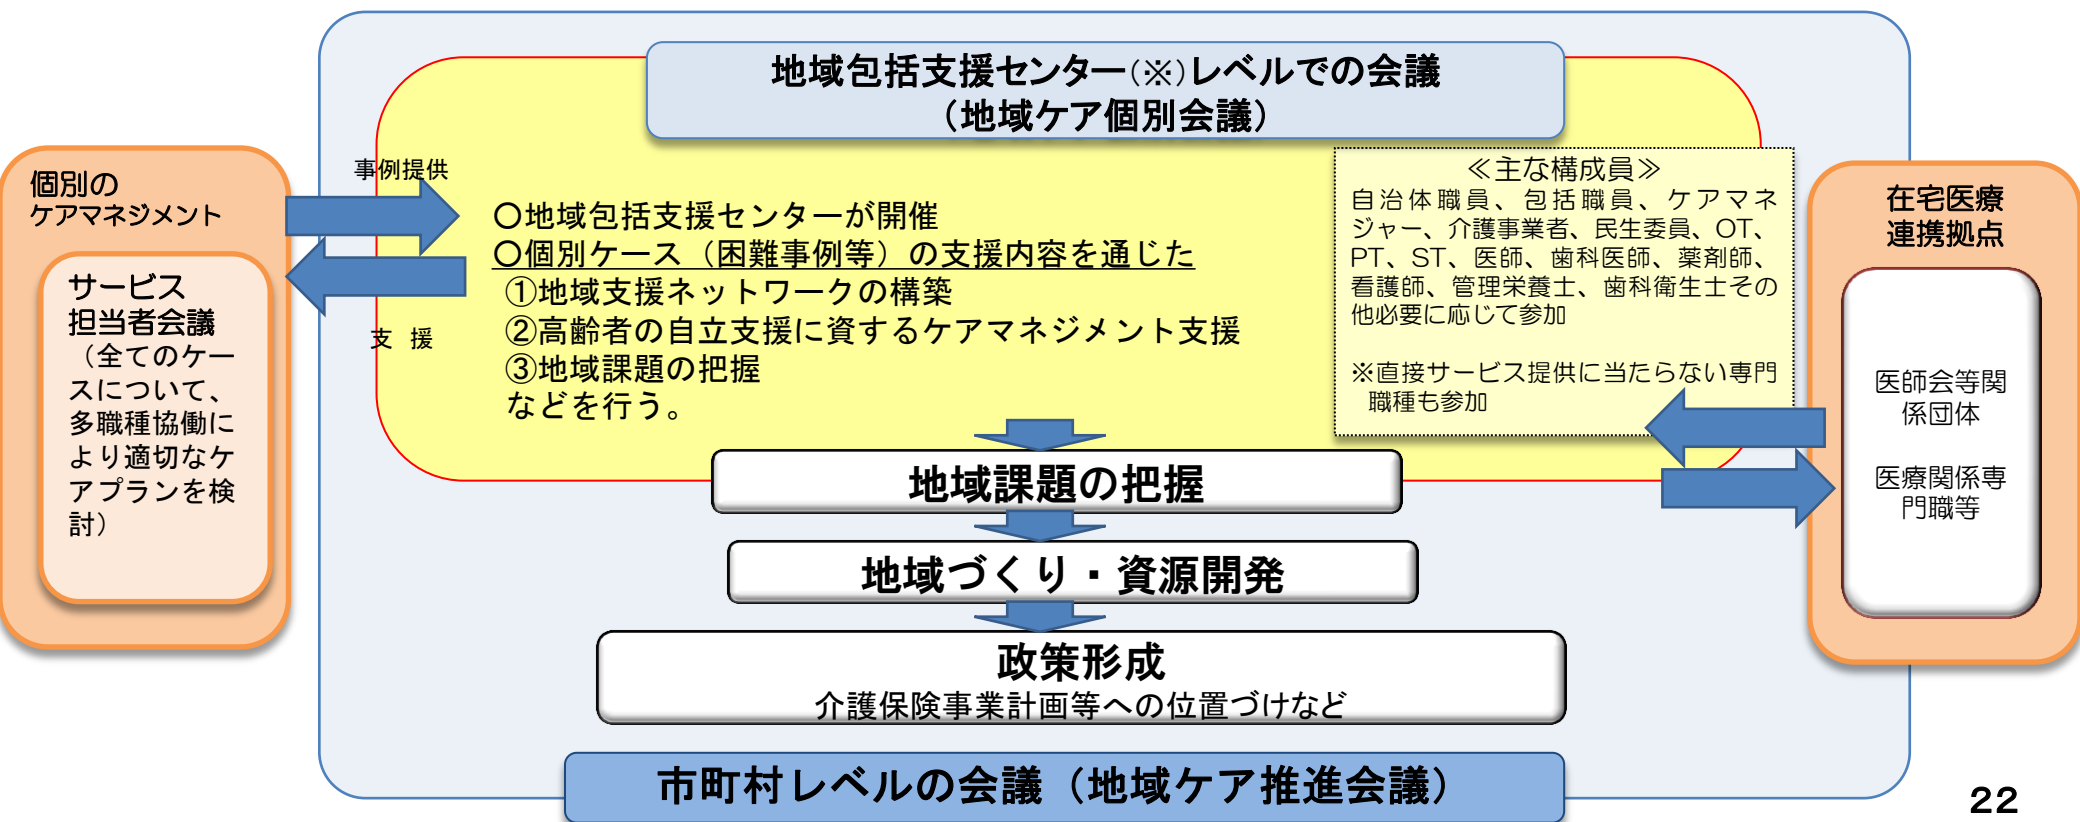 地域包括支援センター(※)レベルでの会議
（地域ケア個別会議）
個別の
ケアマネジメント
サービス
担当者会議
（全てのケー
スについて、
多職種協働に
より適切なケ
アプランを検
討）
事例提供
支 援
〇地域包括支援センターが開催
〇個別ケース（困難事例等）の支援内容を通じた
①地域支援ネットワークの構築
②高齢者の自立支援に資するケアマネジメント支援
③地域課題の把握
などを行う。
≪主な構成員≫
自治体職員、包括職員、ケアマネ
ジャー、介護事業者、民生委員、OT、
PT、ST、医師、歯科医師、薬剤師、
看護師、管理栄養士、歯科衛生士その
他必要に応じて参加
※直接サービス提供に当たらない専門
職種も参加
在宅医療
連携拠点
医師会等関
係団体
医療関係専
門職等
地域課題の把握
地域づくり・資源開発
政策形成
介護保険事業計画等への位置づけなど
市町村レベルの会議（地域ケア推進会議）
22